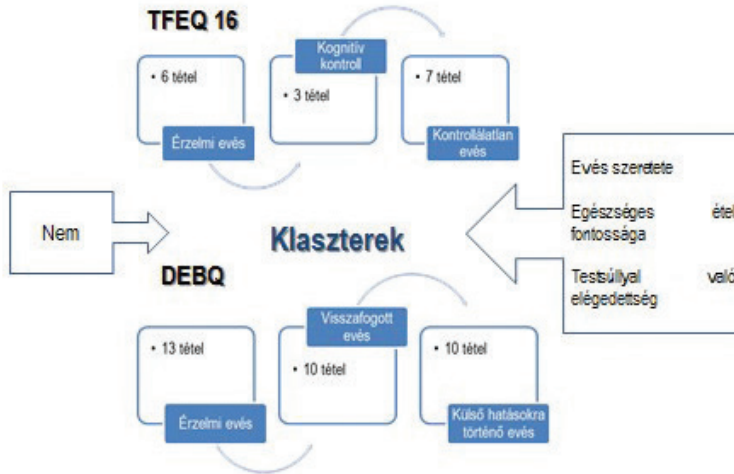 TFEQ 16
Kognitív
kontroll
• 6 tétel
• 3 tétel
• 7 tétel
Érzelmi evés
Kontrollálatlan
evés
Nem
Klaszterek
Evés szeretete
Egészséges étel
fontossága
Testsúllyal való
elégedettség
DEBQ
Visszafogott
evés
• 13 tétel
• 10 tétel
• 10 tétel
Érzelmi evés
Külső hatásokra
történő evés